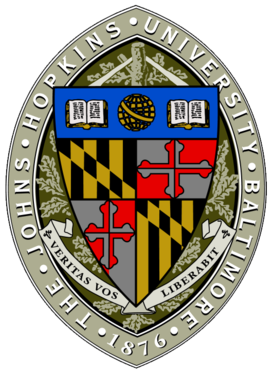 THE · JOHNS · HOPKINS · UNIVERSITY · BALTIMORE ·
· 1876 ·
VERITAS VOS
LIBERABIT